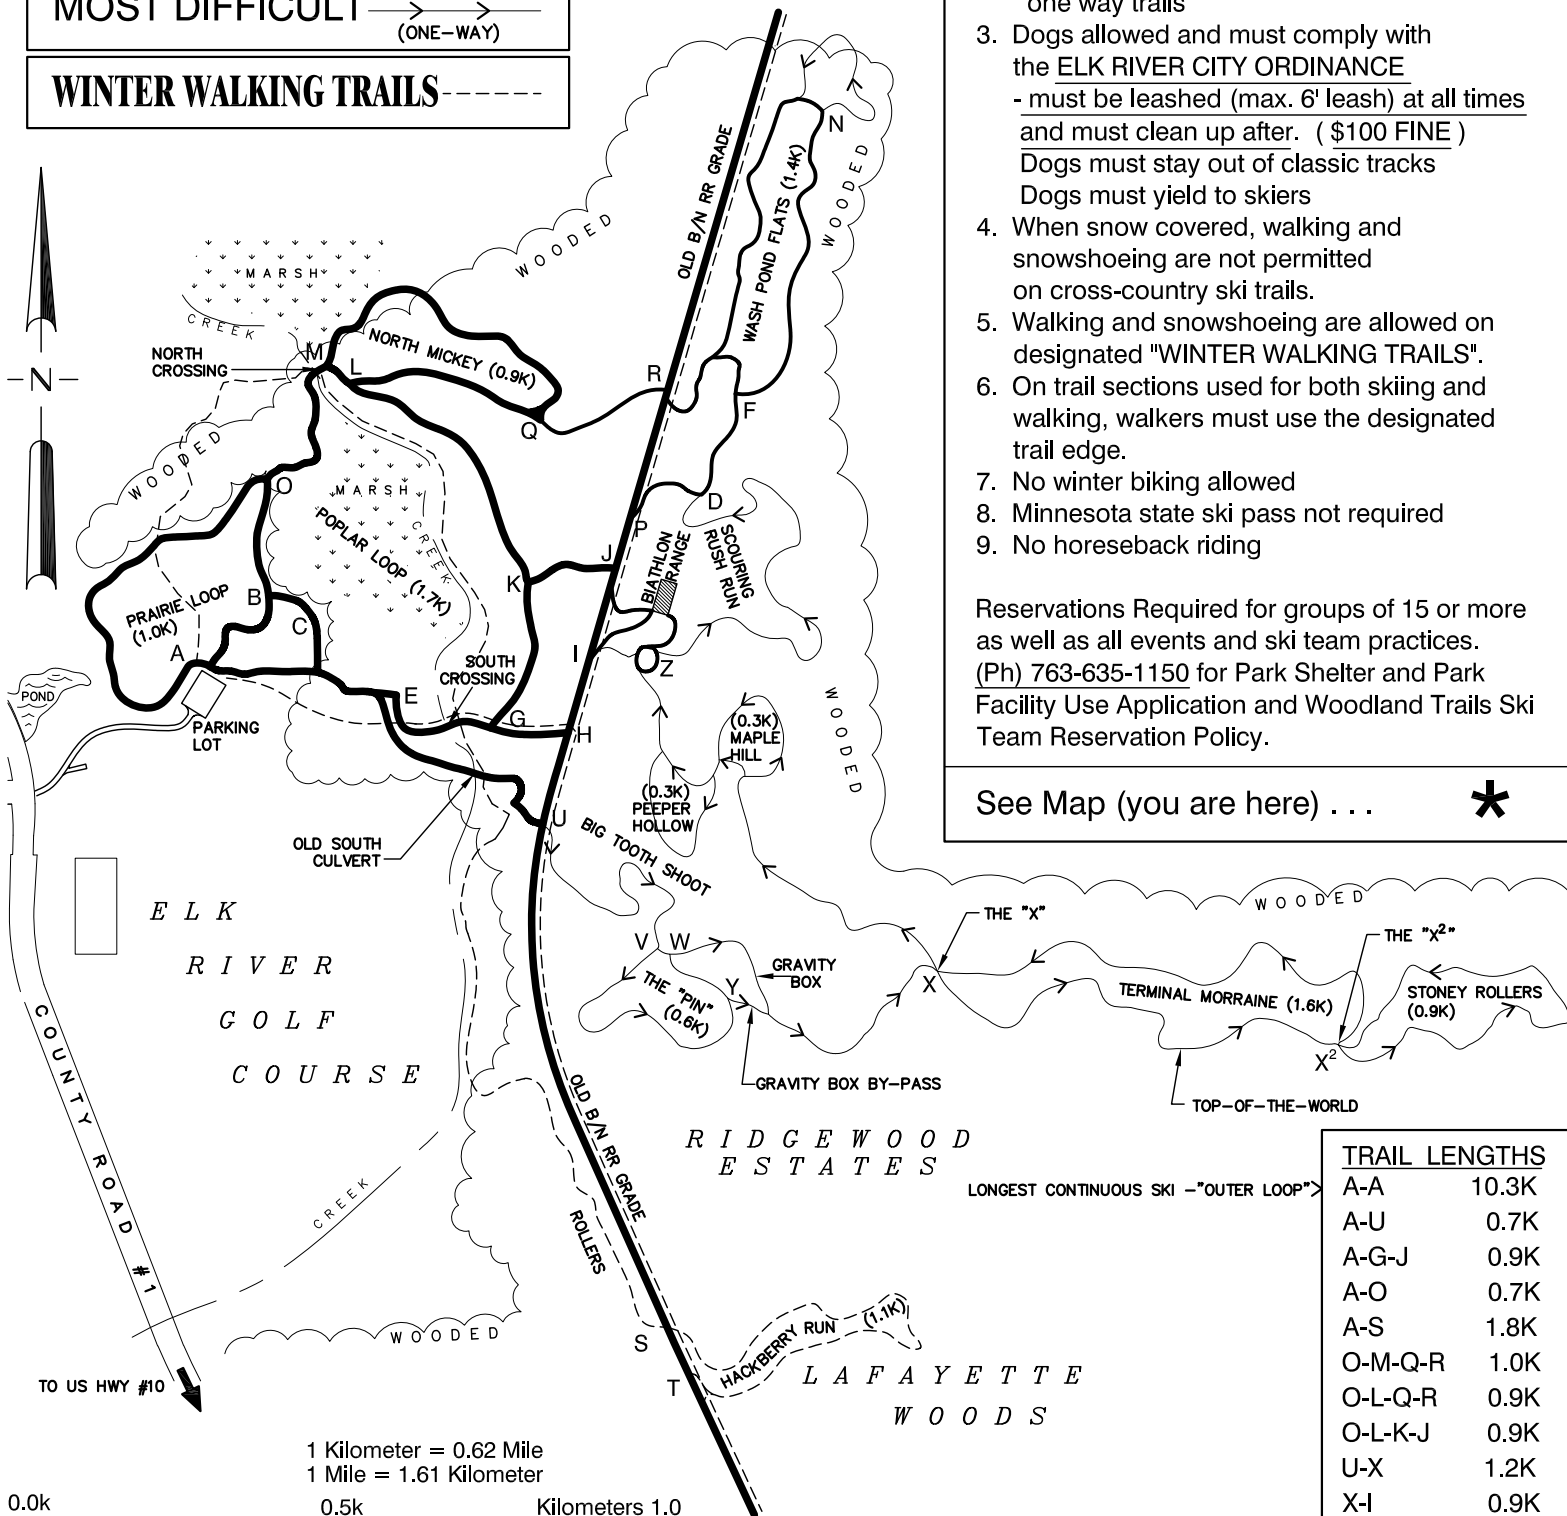 MOST DIFFICULT
(ONE-WAY)
WINTER WALKING TRAILS
one way trails
3. Dogs allowed and must comply with
the ELK RIVER CITY ORDINANCE
- must be leashed (max. 6' leash) at all times
and must clean up after. ( $100 FINE )
Dogs must stay out of classic tracks
Dogs must yield to skiers
4. When snow covered, walking and
snowshoeing are not permitted
on cross-country ski trails.
5. Walking and snowshoeing are allowed on
designated "WINTER WALKING TRAILS".
6. On trail sections used for both skiing and
walking, walkers must use the designated
trail edge.
7. No winter biking allowed
8. Minnesota state ski pass not required
9. No horeseback riding
Reservations Required for groups of 15 or more
as well as all events and ski team practices.
(Ph) 763-635-1150 for Park Shelter and Park
Facility Use Application and Woodland Trails Ski
Team Reservation Policy.
See Map (you are here) . . . *
N
WOODED
MARSH
CREEK
NORTH
CROSSING
M
L
NORTH MICKEY (0.9K)
Q
R
OLD B/N RR GRADE
WASH POND FLATS (1.4K)
N
WOODED
F
WOODED
O
MARSH
POPLAR LOOP (1.7K)
CREEK
P
D
BIATHLON
RANGE
SCOURING
RUSH RUN
J
K
PRAIRIE LOOP
(1.0K)
B
C
A
I
Z
SOUTH
CROSSING
E
G
H
POND
PARKING
LOT
(0.3K)
MAPLE
HILL
(0.3K)
PEEPER
HOLLOW
WOODED
OLD SOUTH
CULVERT
U
BIG TOOTH SHOOT
ELK
RIVER
GOLF
COURSE
V
W
THE "PIN"
(0.6K)
Y
GRAVITY
BOX
GRAVITY BOX BY-PASS
THE "X"
X
WOODED
THE "X²"
TERMINAL MORRAINE (1.6K)
STONEY ROLLERS
(0.9K)
X²
TOP-OF-THE-WORLD
COUNTY ROAD #1
OLD B/N RR GRADE
ROLLERS
CREEK
RIDGEWOOD
ESTATES
WOODED
S
T
HACKBERRY RUN (1.1K)
LAFAYETTE
WOODS
TO US HWY #10
LONGEST CONTINUOUS SKI -"OUTER LOOP">
TRAIL LENGTHS
A-A 10.3K
A-U 0.7K
A-G-J 0.9K
A-O 0.7K
A-S 1.8K
O-M-Q-R 1.0K
O-L-Q-R 0.9K
O-L-K-J 0.9K
U-X 1.2K
X-I 0.9K
1 Kilometer = 0.62 Mile
1 Mile = 1.61 Kilometer
0.0k 0.5k Kilometers 1.0